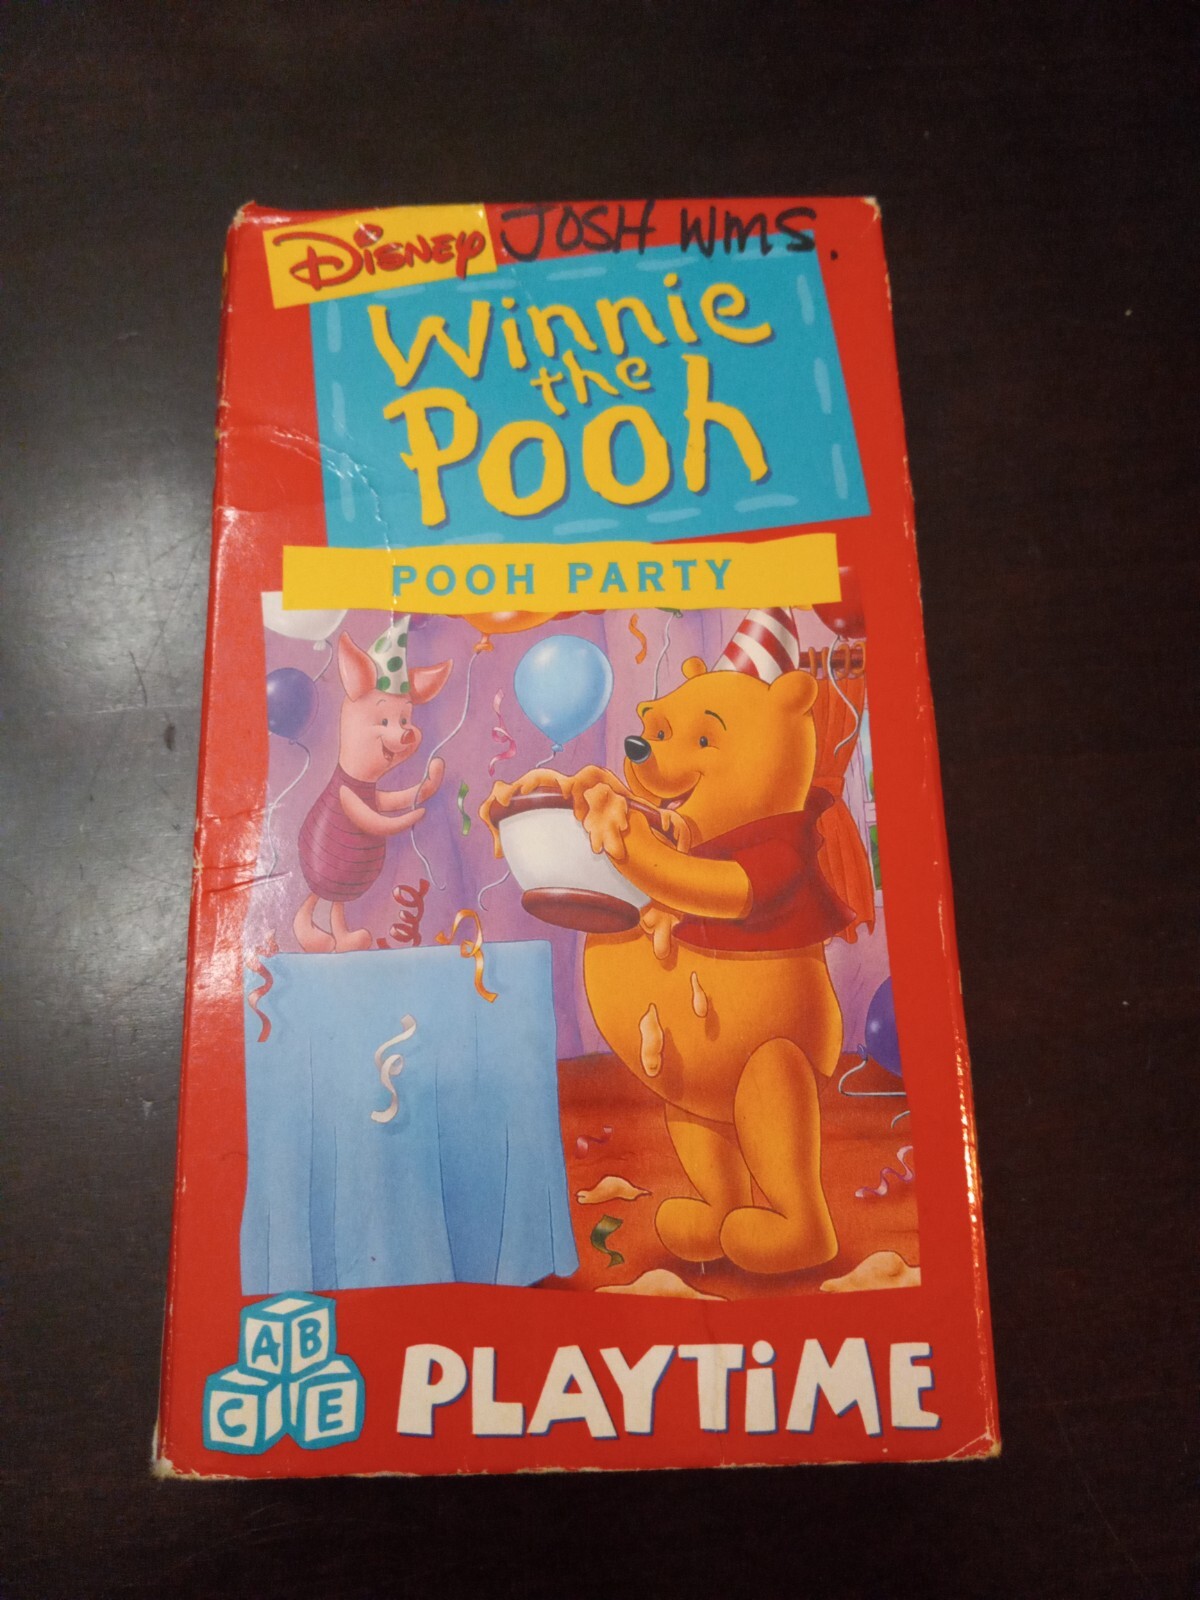 Disney JOSH WMS.
Winnie
the
Pooh
POOH PARTY
A B
C E
PLAYTiME